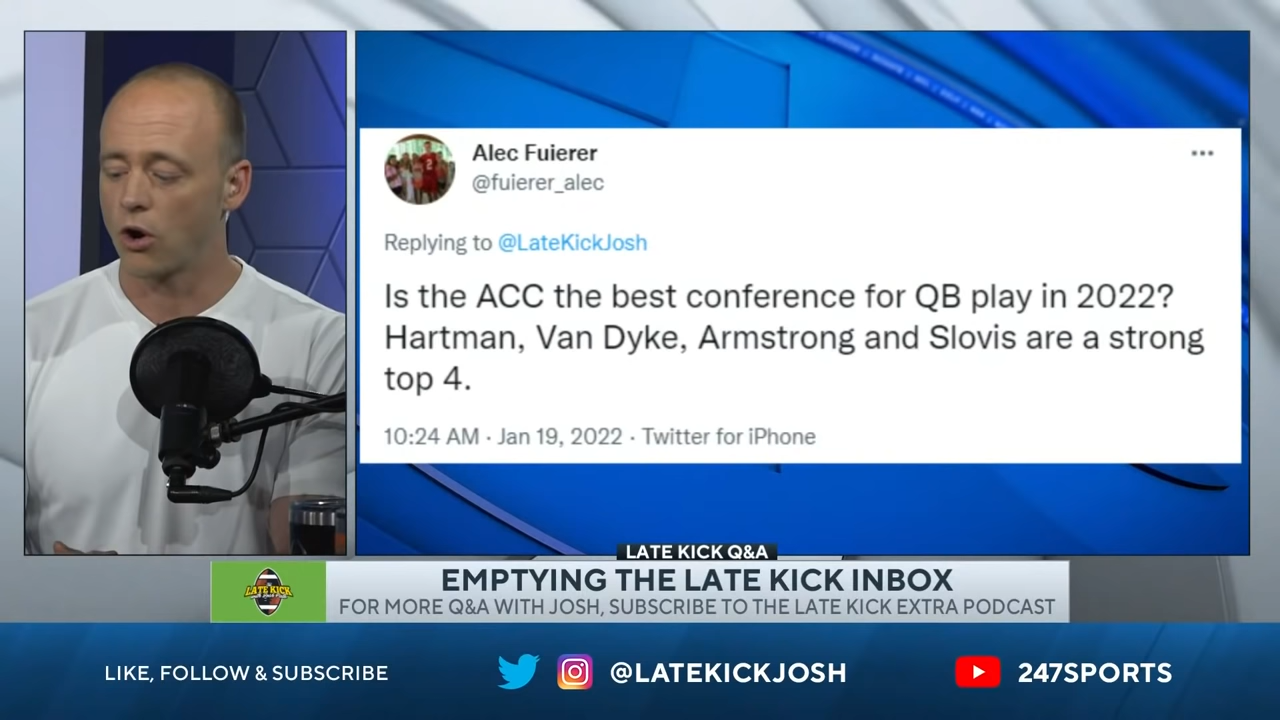 Alec Fuierer
@fuierer_alec
Replying to @LateKickJosh
Is the ACC the best conference for QB play in 2022?
Hartman, Van Dyke, Armstrong and Slovis are a strong
top 4.
10:24 AM · Jan 19, 2022 · Twitter for iPhone
LATE KICK Q&A
LATE KICK
EMPTYING THE LATE KICK INBOX
FOR MORE Q&A WITH JOSH, SUBSCRIBE TO THE LATE KICK EXTRA PODCAST
LIKE, FOLLOW & SUBSCRIBE
@LATEKICKJOSH
247SPORTS